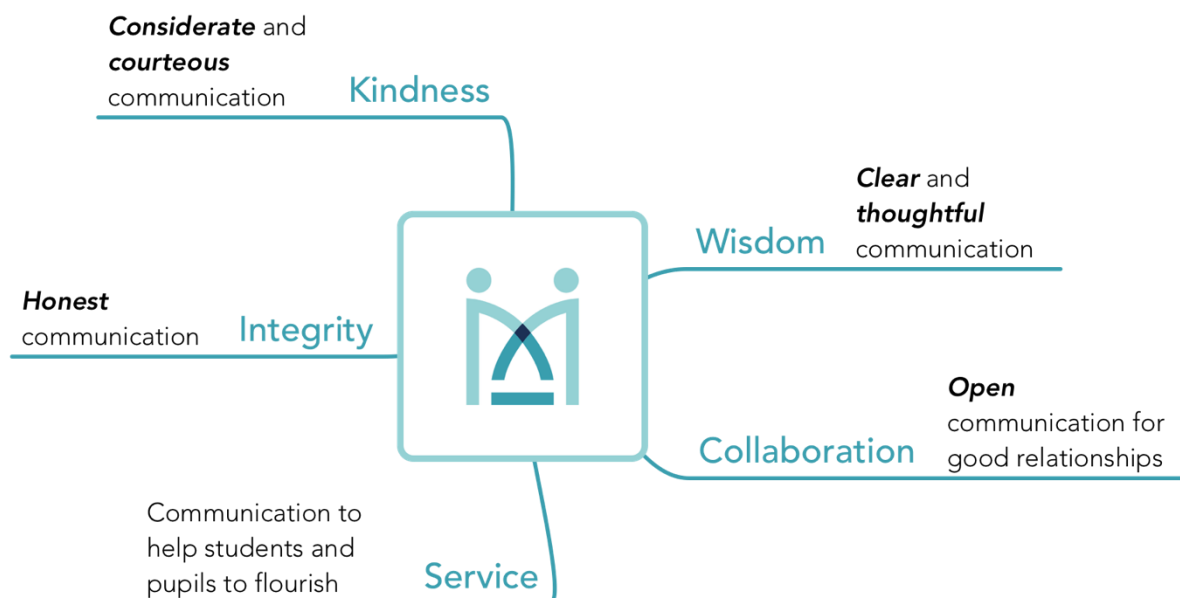 Considerate and
courteous
communication
Kindness
Clear and
thoughtful
communication
Wisdom
Honest
communication
Integrity
Open
communication for
good relationships
Collaboration
Communication to
help students and
pupils to flourish
Service